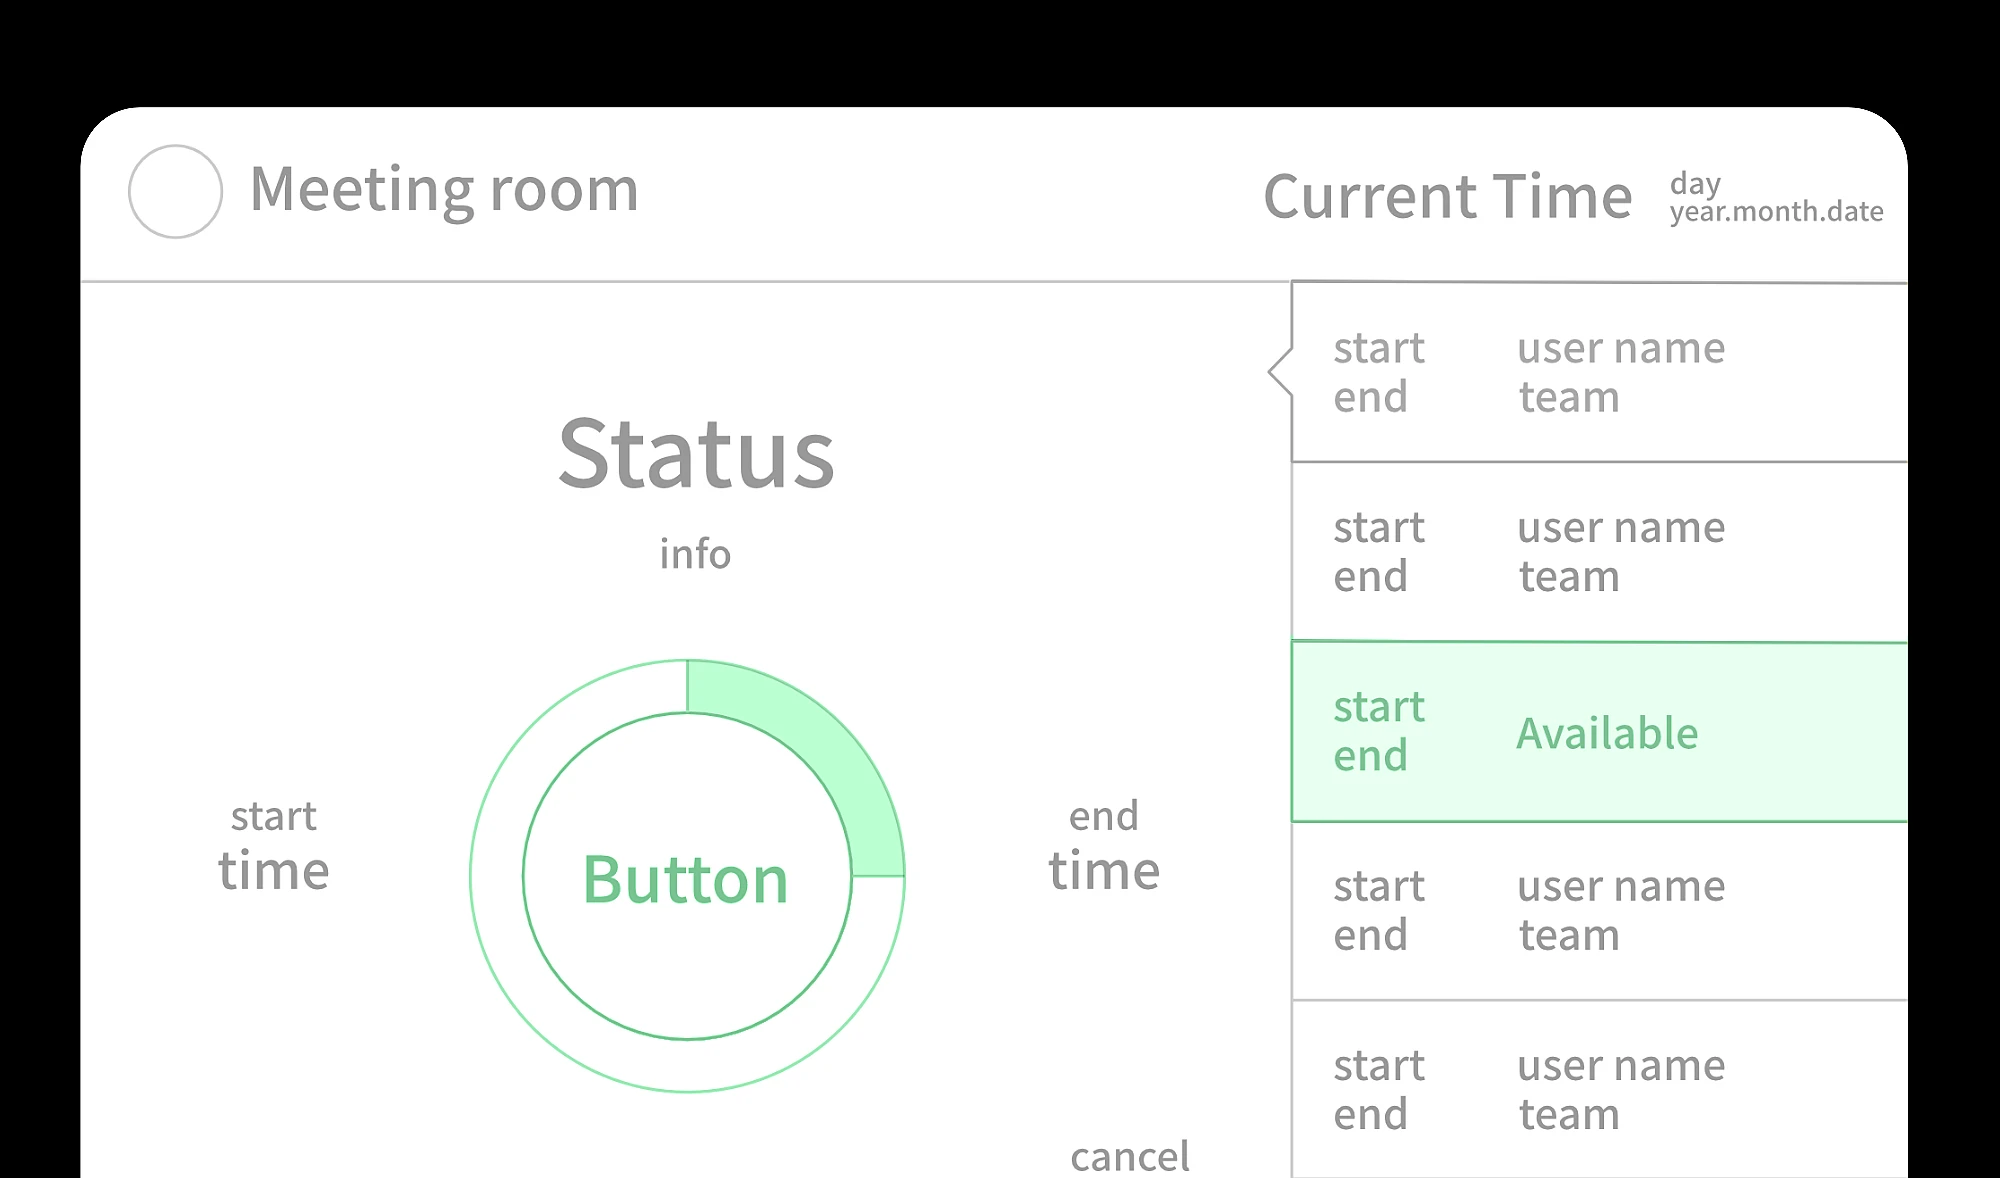 Meeting room
Current Time
day
year.month.date
Status
info
start
time
Button
end
time
cancel
start
end
user name
team
start
end
user name
team
start
end
Available
start
end
user name
team
start
end
user name
team